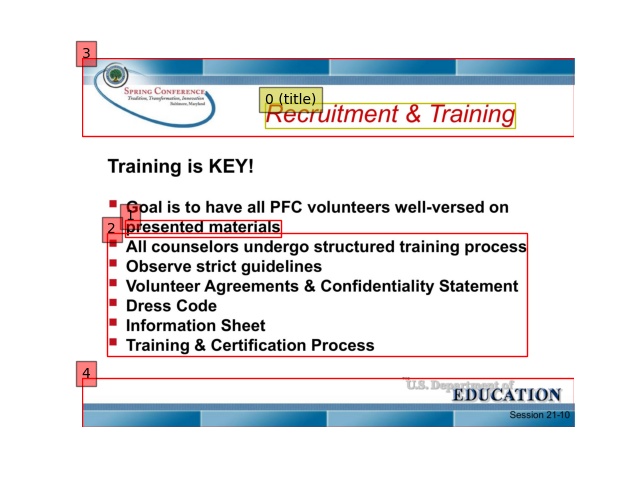 3
SPRING CONFERENCE
Tradition, Transformation, Innovation
Baltimore, Maryland
0 (title)
Recruitment & Training
Training is KEY!
Goal is to have all PFC volunteers well-versed on
1
presented materials
2
All counselors undergo structured training process
Observe strict guidelines
Volunteer Agreements & Confidentiality Statement
Dress Code
Information Sheet
Training & Certification Process
4
U.S. Department of
EDUCATION
Session 21-10